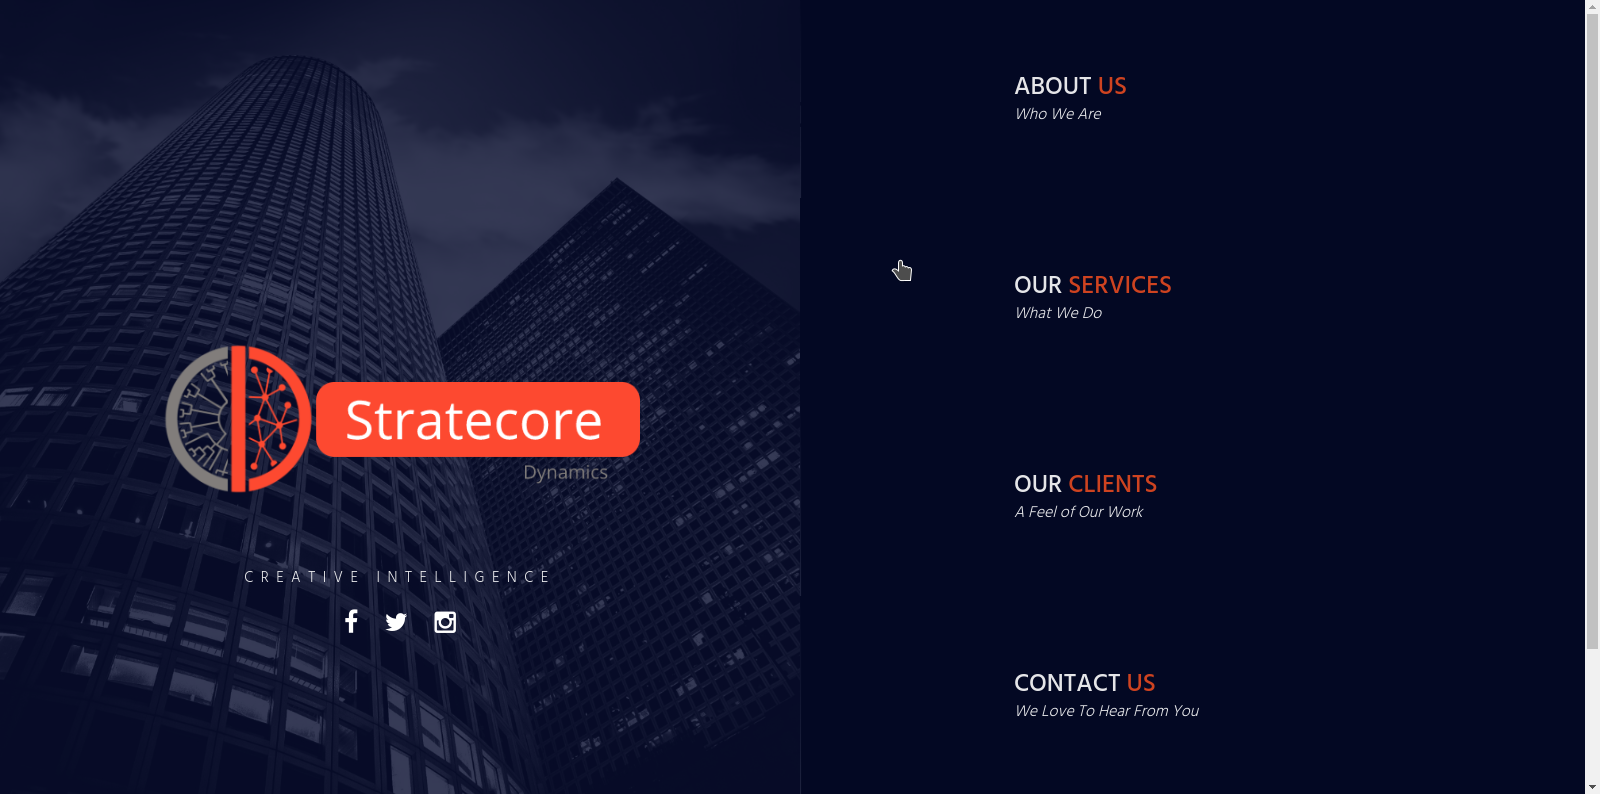 Stratecore
Dynamics
CREATIVE INTELLIGENCE
ABOUT US
Who We Are
OUR SERVICES
What We Do
OUR CLIENTS
A Feel of Our Work
CONTACT US
We Love To Hear From You